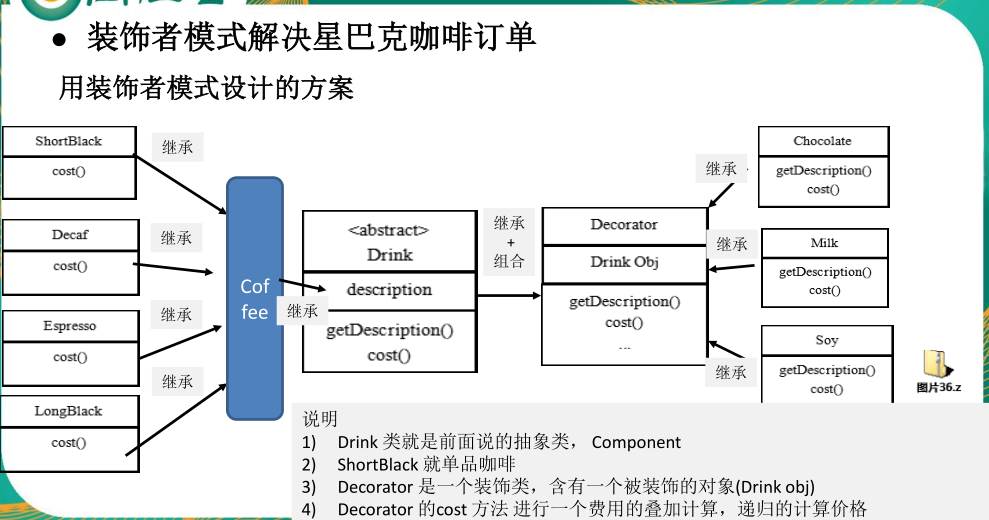 ● 装饰者模式解决星巴克咖啡订单
用装饰者模式设计的方案
ShortBlack
cost()
继承
Decaf
cost()
继承
Espresso
cost()
继承
LongBlack
cost()
继承
Cof
fee
继承
<abstract>
Drink
description
getDescription()
cost()
继承
+
组合
Decorator
Drink Obj
getDescription()
cost()
...
继承
Chocolate
getDescription()
cost()
继承
Milk
getDescription()
cost()
继承
Soy
getDescription()
cost()
图片36.z
说明
1) Drink 类就是前面说的抽象类， Component
2) ShortBlack 就单品咖啡
3) Decorator 是一个装饰类，含有一个被装饰的对象(Drink obj)
4) Decorator 的cost 方法 进行一个费用的叠加计算，递归的计算价格